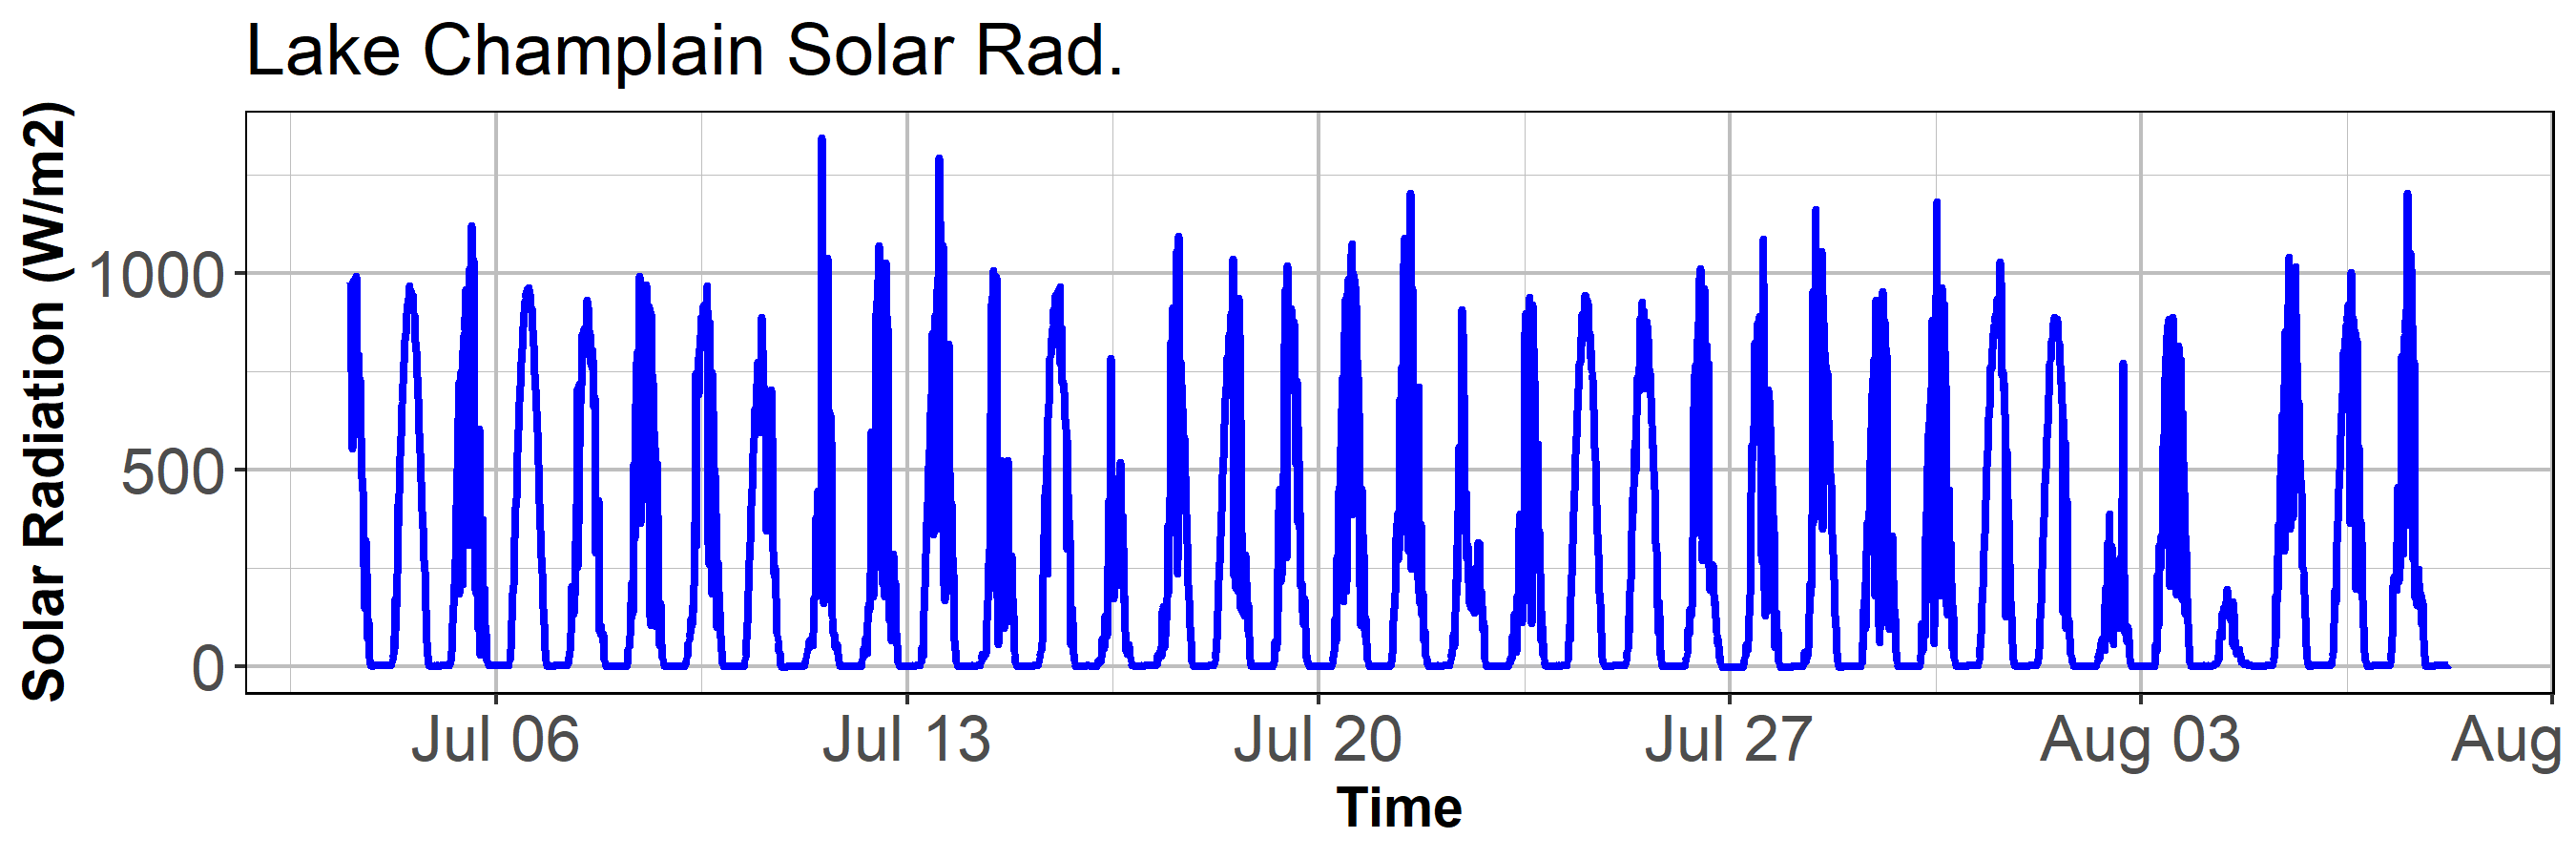 Lake Champlain Solar Rad.
Solar Radiation (W/m2)
1000
500
0
Jul 06
Jul 13
Jul 20
Jul 27
Aug 03
Aug
Time